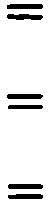 =
=
=